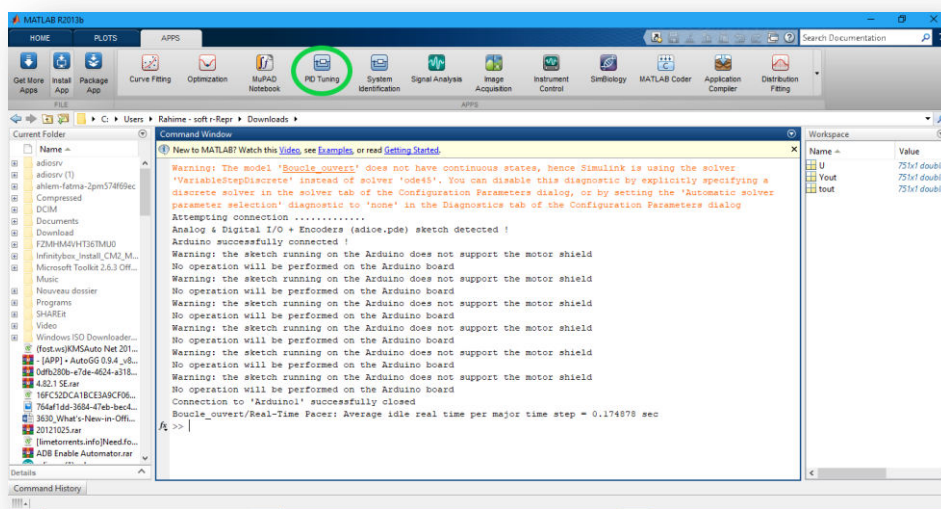 MATLAB R2013b
HOME PLOTS APPS
Search Documentation
Get More Apps
Install App
Package App
Curve Fitting
Optimization
MuPAD Notebook
PID Tuning
System Identification
Signal Analysis
Image Acquisition
Instrument Control
SimBiology
MATLAB Coder
Application Compiler
Distribution Fitting
FILE
APPS
C: Users Rahime - soft r-Repr Downloads
Current Folder
Name
adiosrv
adiosrv (1)
ahlem-fatma-2pm574f69ec
Compressed
DCIM
Documents
Download
FZMHM4VHT36TMU0
Infinitybox_Install_CM2_M...
Microsoft Toolkit 2.6.3 Off...
Music
Nouveau dossier
Programs
SHAREit
Video
Windows ISO Downloader...
(fost.ws)KMSAuto Net 201...
- [APP] • AutoGG 0.9.4 _v8...
0dfb280b-e7de-4624-a318...
4.82.1 SE.rar
16FC52DCA1BCE3A9CF06...
764af1dd-3684-47eb-bec4...
3630_What's-New-in-Offi...
20121025.rar
[limetorrents.info]Need.fo...
ADB Enable Automator.rar
Details
Command History
Command Window
New to MATLAB? Watch this Video, see Examples, or read Getting Started.
Warning: The model 'Boucle_ouvert' does not have continuous states, hence Simulink is using the solver
'VariableStepDiscrete' instead of solver 'ode45'. You can disable this diagnostic by explicitly specifying a
discrete solver in the solver tab of the Configuration Parameters dialog, or by setting the 'Automatic solver
parameter selection' diagnostic to 'none' in the Diagnostics tab of the Configuration Parameters dialog
Attempting connection .............
Analog & Digital I/O + Encoders (adioe.pde) sketch detected !
Arduino successfully connected !
Warning: the sketch running on the Arduino does not support the motor shield
No operation will be performed on the Arduino board
Warning: the sketch running on the Arduino does not support the motor shield
No operation will be performed on the Arduino board
Warning: the sketch running on the Arduino does not support the motor shield
No operation will be performed on the Arduino board
Warning: the sketch running on the Arduino does not support the motor shield
No operation will be performed on the Arduino board
Warning: the sketch running on the Arduino does not support the motor shield
No operation will be performed on the Arduino board
Warning: the sketch running on the Arduino does not support the motor shield
No operation will be performed on the Arduino board
Connection to 'Arduino1' successfully closed
Boucle_ouvert/Real-Time Pacer: Average idle real time per major time step = 0.174878 sec
fx >>
Workspace
Name Value
U 751x1 doubl
Yout 751x1 doubl
tout 751x1 doubl